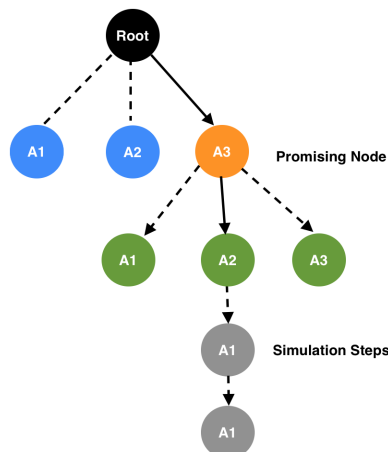 Root
A1
A2
A3
Promising Node
A1
A2
A3
A1
Simulation Steps
A1